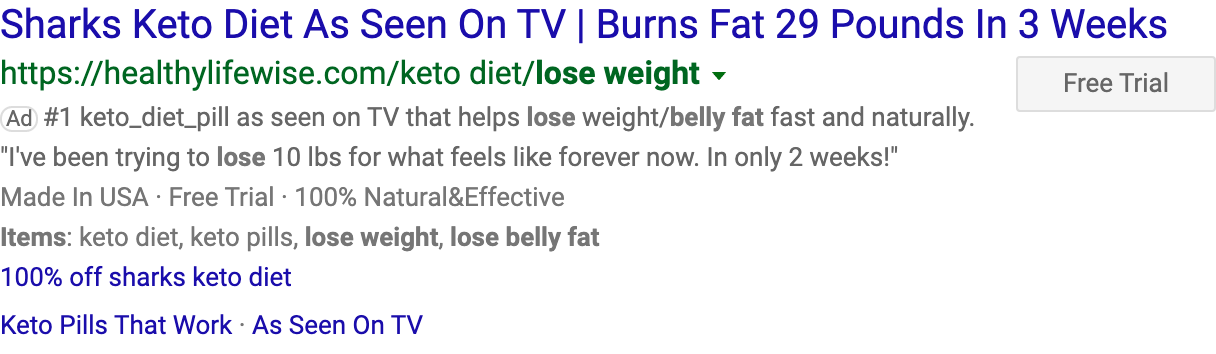 Sharks Keto Diet As Seen On TV | Burns Fat 29 Pounds In 3 Weeks
https://healthylifewise.com/keto diet/lose weight
Free Trial
Ad #1 keto_diet_pill as seen on TV that helps lose weight/belly fat fast and naturally.
"I've been trying to lose 10 lbs for what feels like forever now. In only 2 weeks!"
Made In USA · Free Trial · 100% Natural&Effective
Items: keto diet, keto pills, lose weight, lose belly fat
100% off sharks keto diet
Keto Pills That Work · As Seen On TV